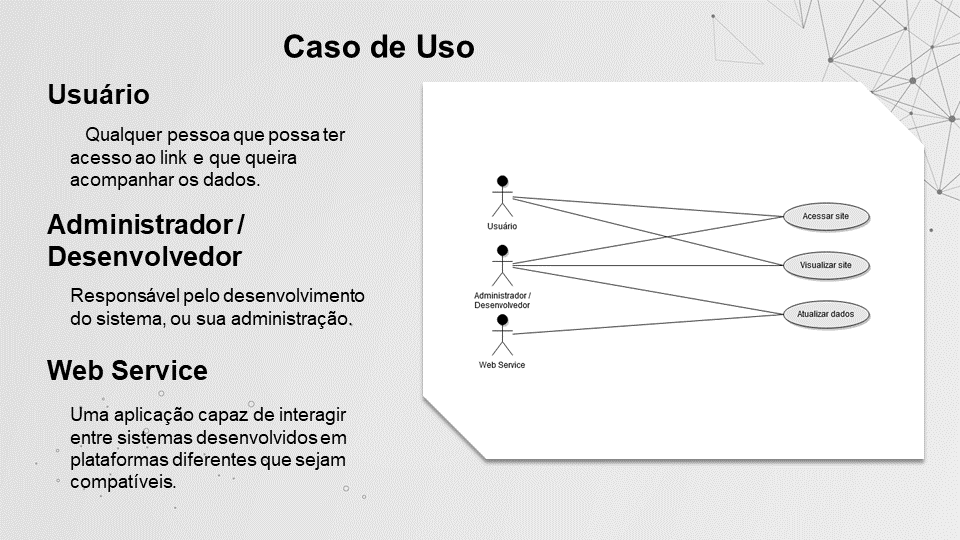 Caso de Uso
Usuário
Qualquer pessoa que possa ter
acesso ao link e que queira
acompanhar os dados.
Administrador /
Desenvolvedor
Responsável pelo desenvolvimento
do sistema, ou sua administração.
Web Service
Uma aplicação capaz de interagir
entre sistemas desenvolvidos em
plataformas diferentes que sejam
compatíveis.
Usuário
Administrador /
Desenvolvedor
Web Service
Acessar site
Visualizar site
Atualizar dados